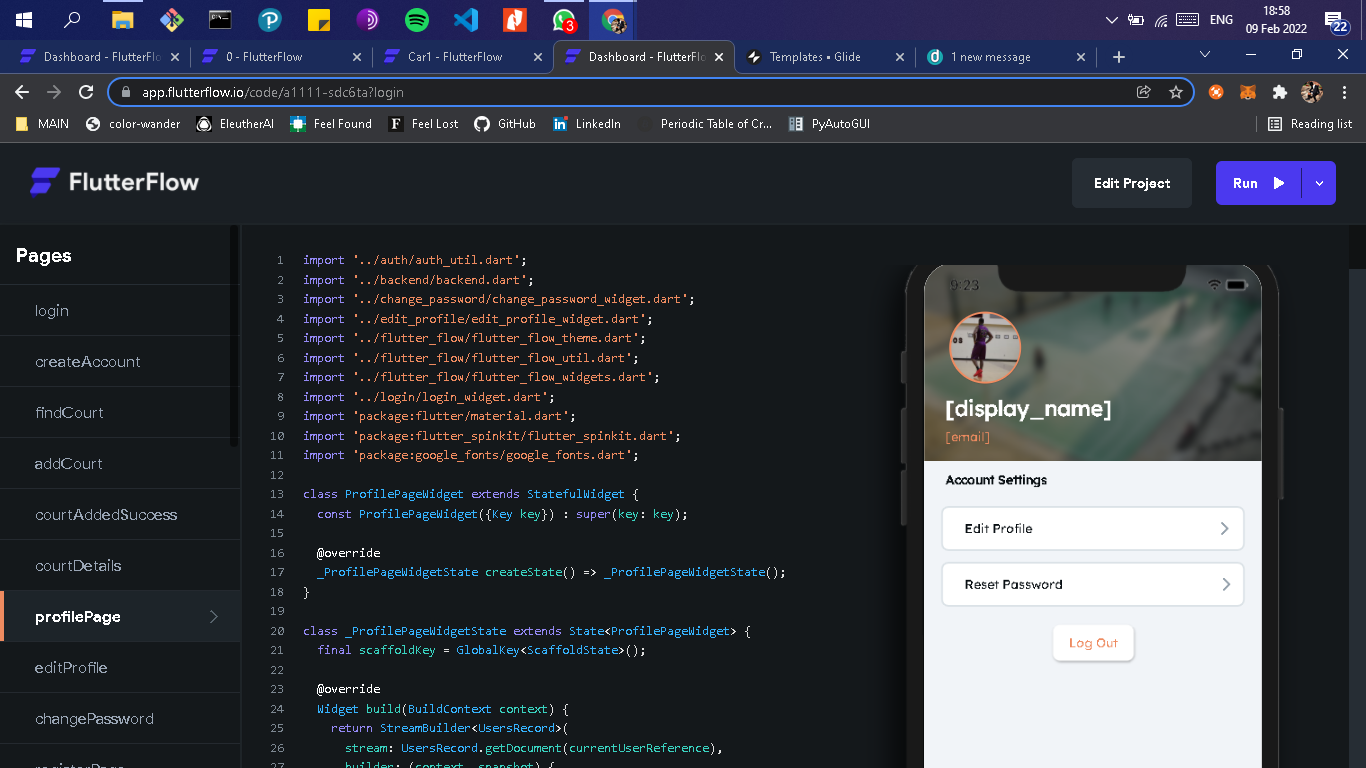 ENG
18:58
09 Feb 2022
3
22
Dashboard - FlutterFlo
0 - FlutterFlow
Car1 - FlutterFlow
Dashboard - FlutterFlo
Templates • Glide
1 new message
app.flutterflow.io/code/a1111-sdc6ta?login
MAIN
color-wander
EleutherAI
Feel Found
Feel Lost
GitHub
LinkedIn
Periodic Table of Cr...
PyAutoGUI
Reading list
FlutterFlow
Edit Project
Run
Pages
login
createAccount
findCourt
addCourt
courtAddedSuccess
courtDetails
profilePage
editProfile
changePassword
registerPage
1 import '../auth/auth_util.dart';
2 import '../backend/backend.dart';
3 import '../change_password/change_password_widget.dart';
4 import '../edit_profile/edit_profile_widget.dart';
5 import '../flutter_flow/flutter_flow_theme.dart';
6 import '../flutter_flow/flutter_flow_util.dart';
7 import '../flutter_flow/flutter_flow_widgets.dart';
8 import '../login/login_widget.dart';
9 import 'package:flutter/material.dart';
10 import 'package:flutter_spinkit/flutter_spinkit.dart';
11 import 'package:google_fonts/google_fonts.dart';
12
13 class ProfilePageWidget extends StatefulWidget {
14 const ProfilePageWidget({Key key}) : super(key: key);
15
16 @override
17 _ProfilePageWidgetState createState() => _ProfilePageWidgetState();
18 }
19
20 class _ProfilePageWidgetState extends State<ProfilePageWidget> {
21 final scaffoldKey = GlobalKey<ScaffoldState>();
22
23 @override
24 Widget build(BuildContext context) {
25 return StreamBuilder<UsersRecord>(
26 stream: UsersRecord.getDocument(currentUserReference),
27 builder: (context, snapshot) {
9:23
[display_name]
[email]
Account Settings
Edit Profile
Reset Password
Log Out